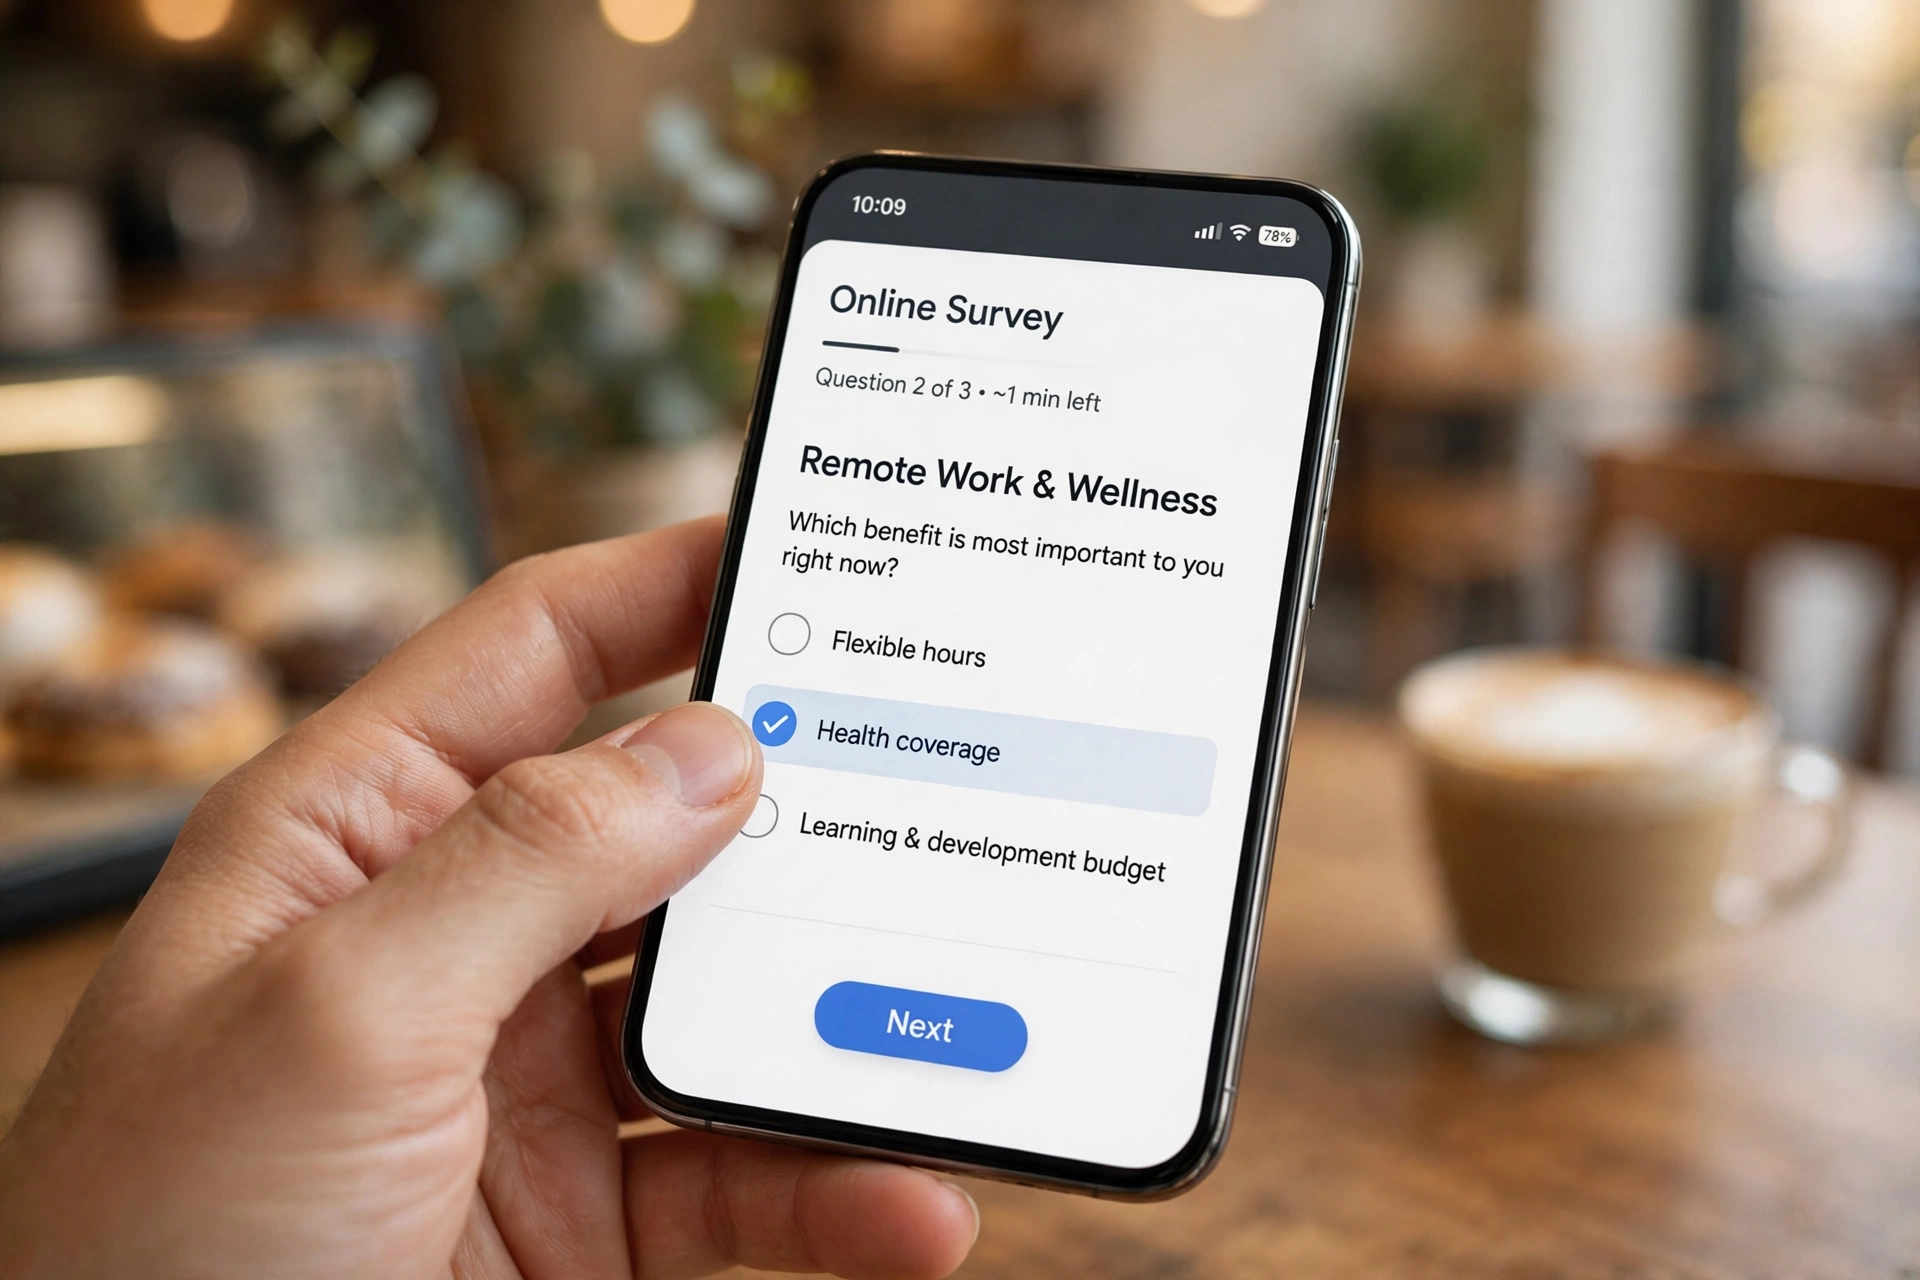 10:09
78%
Online Survey
Question 2 of 3 • ~1 min left
Remote Work & Wellness
Which benefit is most important to you
right now?
Flexible hours
Health coverage
Learning & development budget
Next